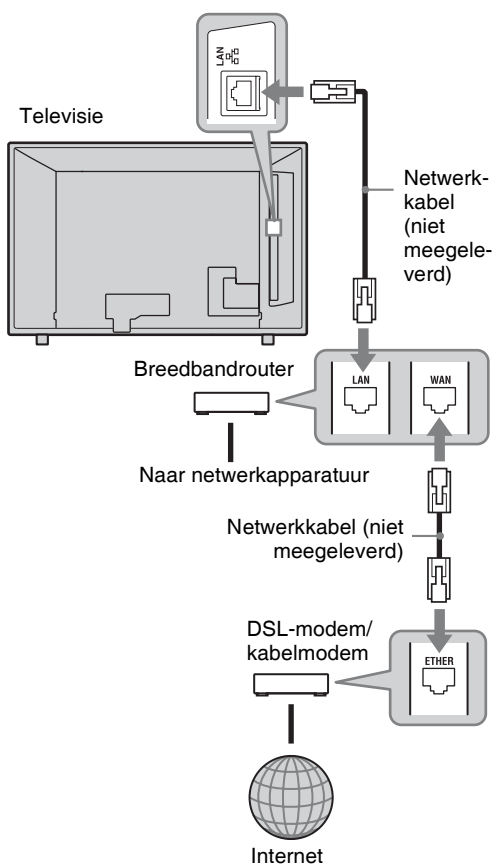 LAN
Televisie
Netwerk-
kabel
(niet
meegele-
verd)
Breedbandrouter
LAN
WAN
Naar netwerkapparatuur
Netwerkkabel (niet
meegeleverd)
DSL-modem/
kabelmodem
ETHER
Internet